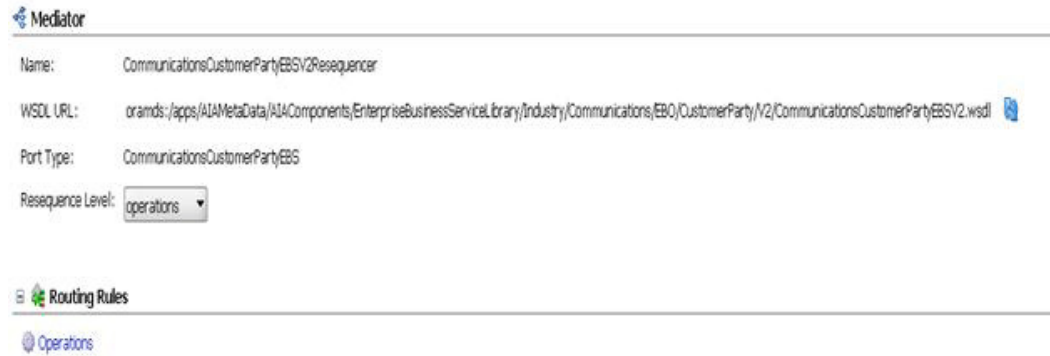 Mediator
Name: CommunicationsCustomerPartyEBSV2Resequencer
WSDL URL: oramds:/apps/AIAMetaData/AIAComponents/EnterpriseBusinessServiceLibrary/Industry/Communications/EBO/CustomerParty/V2/CommunicationsCustomerPartyEBSV2.wsdl
Port Type: CommunicationsCustomerPartyEBS
Resequence Level: operations
Routing Rules
Operations